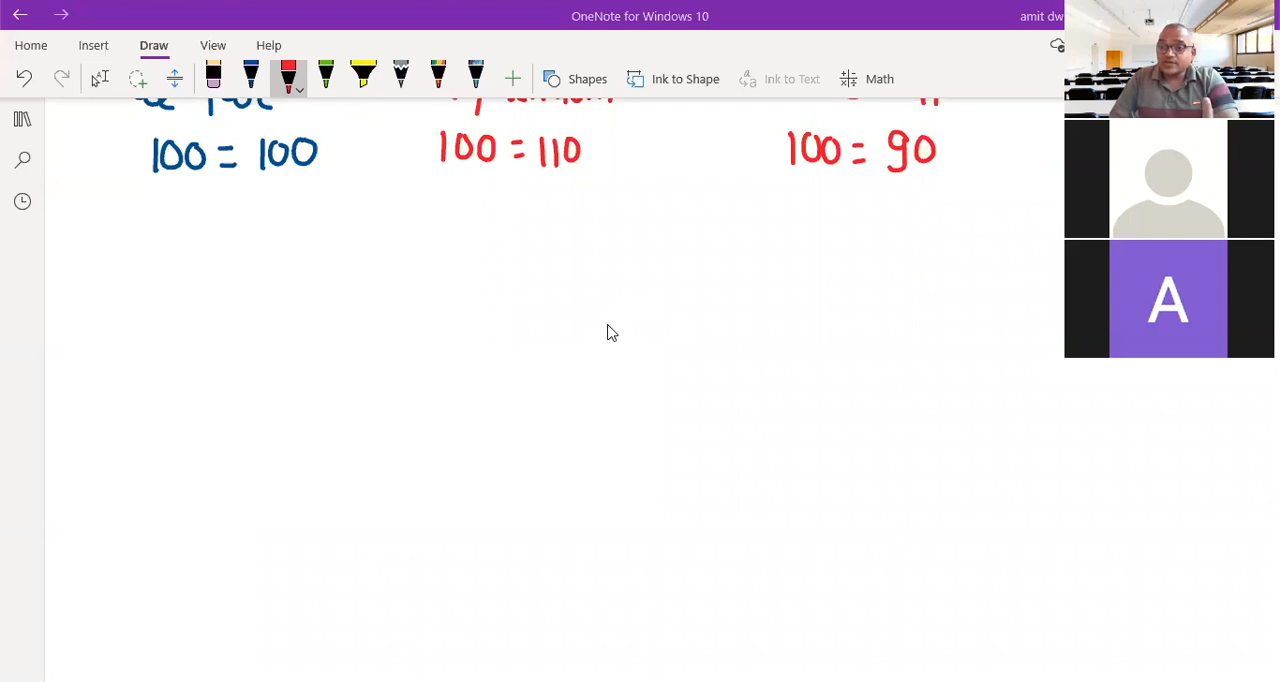 OneNote for Windows 10
amit dw
Home Insert Draw View Help
Shapes Ink to Shape Ink to Text Math
100 = 100 100 = 110 100 = 90
A